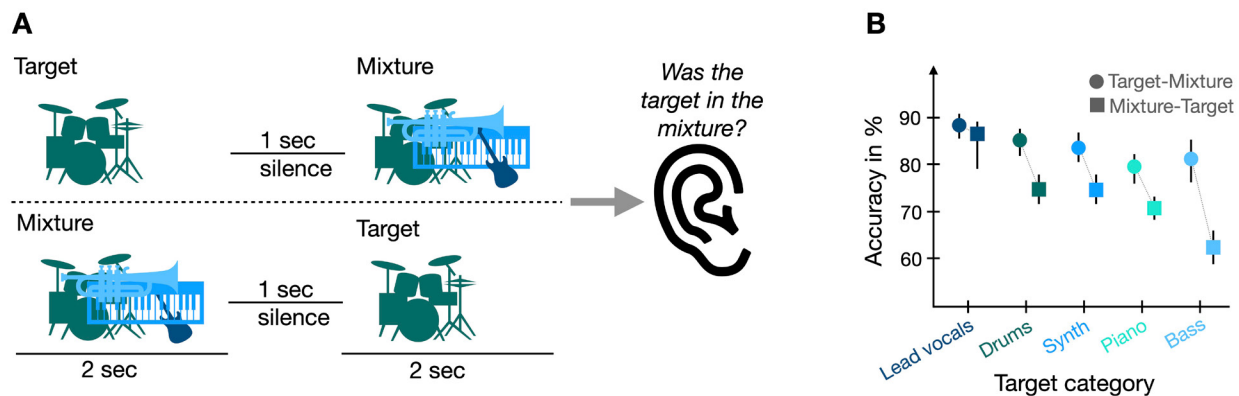 A
Target
1 sec
silence
Mixture
Mixture
1 sec
silence
Target
2 sec
2 sec
Was the
target in the
mixture?
B
Target-Mixture
Mixture-Target
Accuracy in %
90
80
70
60
Lead vocals
Drums
Synth
Piano
Bass
Target category